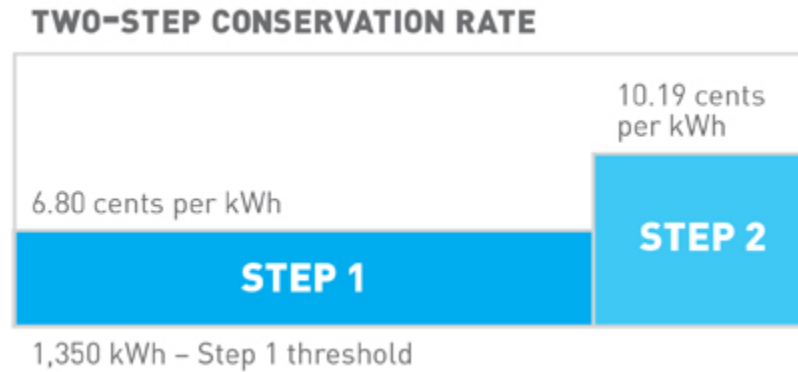 TWO-STEP CONSERVATION RATE
10.19 cents
per kWh
6.80 cents per kWh
STEP 1
STEP 2
1,350 kWh – Step 1 threshold